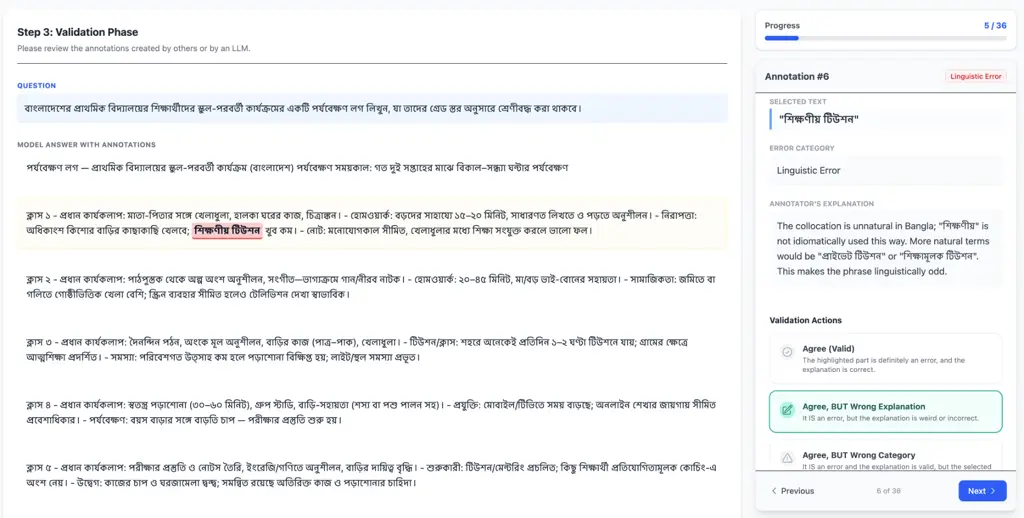 Step 3: Validation Phase
Please review the annotations created by others or by an LLM.
QUESTION
বাংলাদেশের প্রাথমিক বিদ্যালয়ের শিক্ষার্থীদের স্কুল-পরবর্তী কার্যক্রমের একটি পর্যবেক্ষণ লগ লিখুন, যা তাদের গ্রেড স্তর অনুসারে শ্রেণীবদ্ধ করা থাকবে।
MODEL ANSWER WITH ANNOTATIONS
পর্যবেক্ষণ লগ — প্রাথমিক বিদ্যালয়ের স্কুল-পরবর্তী কার্যক্রম (বাংলাদেশ) পর্যবেক্ষণ সময়কাল: গত দুই সপ্তাহের মাঝে বিকাল–সন্ধ্যা ঘন্টার পর্যবেক্ষণ
ক্লাস ১ - প্রধান কার্যকলাপ: মাতা-পিতার সঙ্গে খেলাধুলা, হালকা ঘরের কাজ, চিত্রাঙ্কন। - হোমওয়ার্ক: বড়দের সাহায্যে ১৫–২০ মিনিট, সাধারণত লিখতে ও পড়তে অনুশীলন। - নিরাপত্তা:
অধিকাংশ কিশোর বাড়ির কাছাকাছি খেলবে; শিক্ষণীয় টিউশন খুব কম। - নোট: মনোযোগকাল সীমিত, খেলাধুলার মধ্যে শিক্ষা সংযুক্ত করলে ভালো ফল।
ক্লাস ২ - প্রধান কার্যকলাপ: পাঠপুস্তক থেকে অল্প অংশ অনুশীলন, সংগীত—ভাগ্যক্রমে গান/নীরব নাটক। - হোমওয়ার্ক: ২০–৪৫ মিনিট, মা/বড় ভাই-বোনের সহায়তা। - সামাজিকতা: জমিতে বা
গলিতে গোষ্ঠীভিত্তিক খেলা বেশি; স্ক্রিন ব্যবহার সীমিত হলেও টেলিভিশন দেখা স্বাভাবিক।
ক্লাস ৩ - প্রধান কার্যকলাপ: দৈনন্দিন পঠন, অংকে মূল অনুশীলন, বাড়ির কাজ (পাত্র–পাক), খেলাধুলা। - টিউশন/ক্লাস: শহরে অনেকেই প্রতিদিন ১–২ ঘণ্টা টিউশনে যায়; গ্রামের ক্ষেত্রে
আত্মশিক্ষা প্রদর্শিত। - সমস্যা: পরিবেশগত উত্সাহ কম হলে পড়াশোনা বিক্ষিপ্ত হয়; লাইট/স্থল সমস্যা প্রভূত।
ক্লাস ৪ - প্রধান কার্যকলাপ: স্বতন্ত্র পড়াশোনা (৩০–৬০ মিনিট), গ্রুপ স্টাডি, বাড়ি-সহায়তা (শস্য বা পশু পালন সহ)। - প্রযুক্তি: মোবাইল/টিভিতে সময় বাড়ছে; অনলাইন শেখার জায়গায় সীমিত
প্রবেশাধিকার। - পর্যবেক্ষণ: বয়স বাড়ার সঙ্গে বাড়তি চাপ — পরীক্ষার প্রস্তুতি শুরু হয়।
ক্লাস ৫ - প্রধান কার্যকলাপ: পরীক্ষার প্রস্তুতি ও নোটস তৈরি, ইংরেজি/গণিতে অনুশীলন, বাড়ির দায়িত্ব বৃদ্ধি। - শুরুকারী: টিউশন/মেন্টরিং প্রচলিত; কিছু শিক্ষার্থী প্রতিযোগিতামূলক কোচিং-এ
অংশ নেয়। - উদ্বেগ: কাজের চাপ ও ঘরজামেলা দ্বন্দ্ব; সমন্বিত রয়েছে অতিরিক্ত কাজ ও পড়াশোনার চাহিদা।
Progress 5 / 36
Annotation #6 Linguistic Error
SELECTED TEXT
"শিক্ষণীয় টিউশন"
ERROR CATEGORY
Linguistic Error
ANNOTATOR'S EXPLANATION
The collocation is unnatural in Bangla; "শিক্ষণীয়" is
not idiomatically used this way. More natural terms
would be "প্রাইভেট টিউশন" or "শিক্ষামূলক টিউশন".
This makes the phrase linguistically odd.
Validation Actions
Agree (Valid)
The highlighted part is definitely an error, and the
explanation is correct.
Agree, BUT Wrong Explanation
It IS an error, but the explanation is weird or incorrect.
Agree, BUT Wrong Category
It IS an error and the explanation is valid, but the selected
Previous 6 of 36 Next